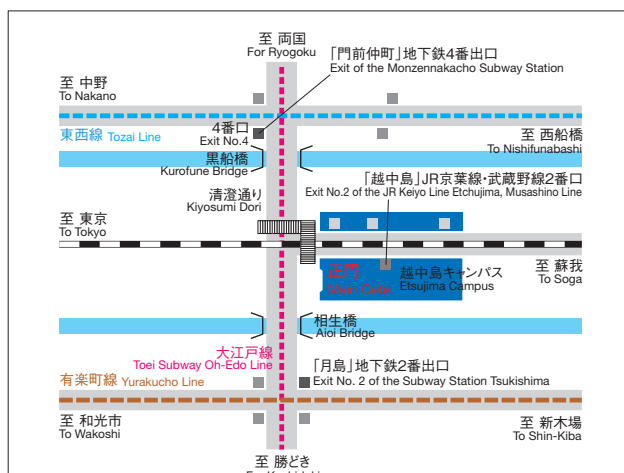 至 両国
For Ryogoku
「門前仲町」地下鉄4番出口
Exit of the Monzennakacho Subway Station
至 中野
To Nakano
東西線 Tozai Line
4番口
Exit No.4
至 西船橋
To Nishifunabashi
黒船橋
Kurofune Bridge
「越中島」JR京葉線・武蔵野線2番口
Exit No.2 of the JR Keiyo Line Etchujima, Musashino Line
清澄通り
Kiyosumi Dori
至 東京
To Tokyo
正門
Main Gate
越中島キャンパス
Etsujima Campus
至 蘇我
To Soga
相生橋
Aioi Bridge
大江戸線
Toei Subway Oh-Edo Line
「月島」地下鉄2番出口
Exit No. 2 of the Subway Station Tsukishima
有楽町線 Yurakucho Line
至 和光市
To Wakoshi
至 新木場
To Shin-Kiba
至 勝どき